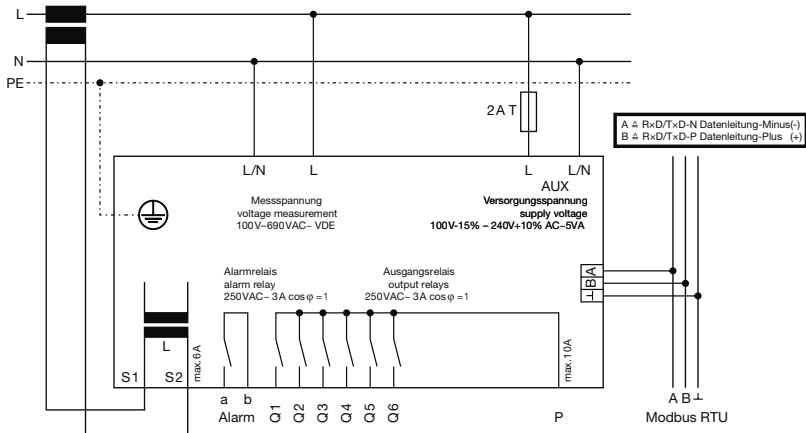 L
N
PE
2A T
A ≙ R×D/T×D-N Datenleitung-Minus(-)
B ≙ R×D/T×D-P Datenleitung-Plus (+)
L/N
L
L
L/N
AUX
Messspannung
voltage measurement
100V–690VAC~ VDE
Versorgungsspannung
supply voltage
100V-15% – 240V+10% AC~5VA
Alarmrelais
alarm relay
250VAC~ 3A cos φ =1
Ausgangsrelais
output relays
250VAC~ 3A cos φ =1
A
B
⊥
L
S1
S2
max.6A
max.10A
a
b
Alarm
Q1
Q2
Q3
Q4
Q5
Q6
P
A B ⊥
Modbus RTU